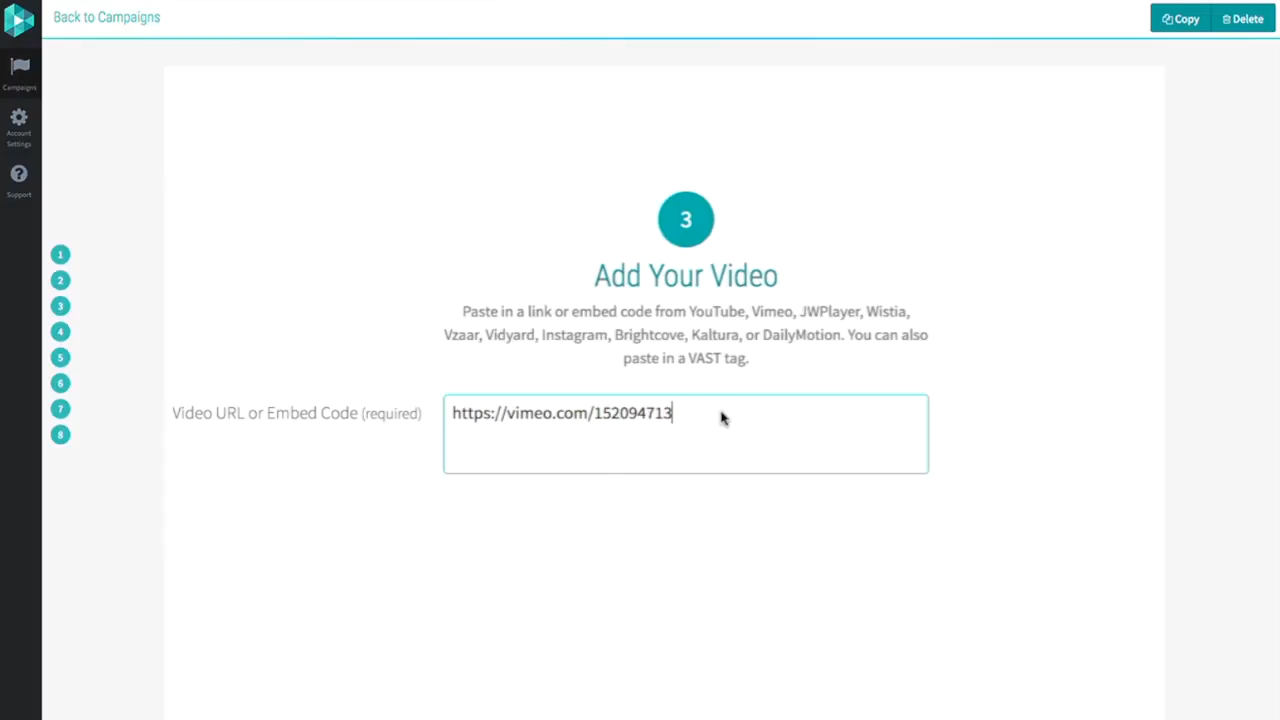 Back to Campaigns
Copy
Delete
Campaigns
Account
Settings
Support
1
2
3
4
5
6
7
8
3
Add Your Video
Paste in a link or embed code from YouTube, Vimeo, JWPlayer, Wistia,
Vzaar, Vidyard, Instagram, Brightcove, Kaltura, or DailyMotion. You can also
paste in a VAST tag.
Video URL or Embed Code (required)
https://vimeo.com/152094713